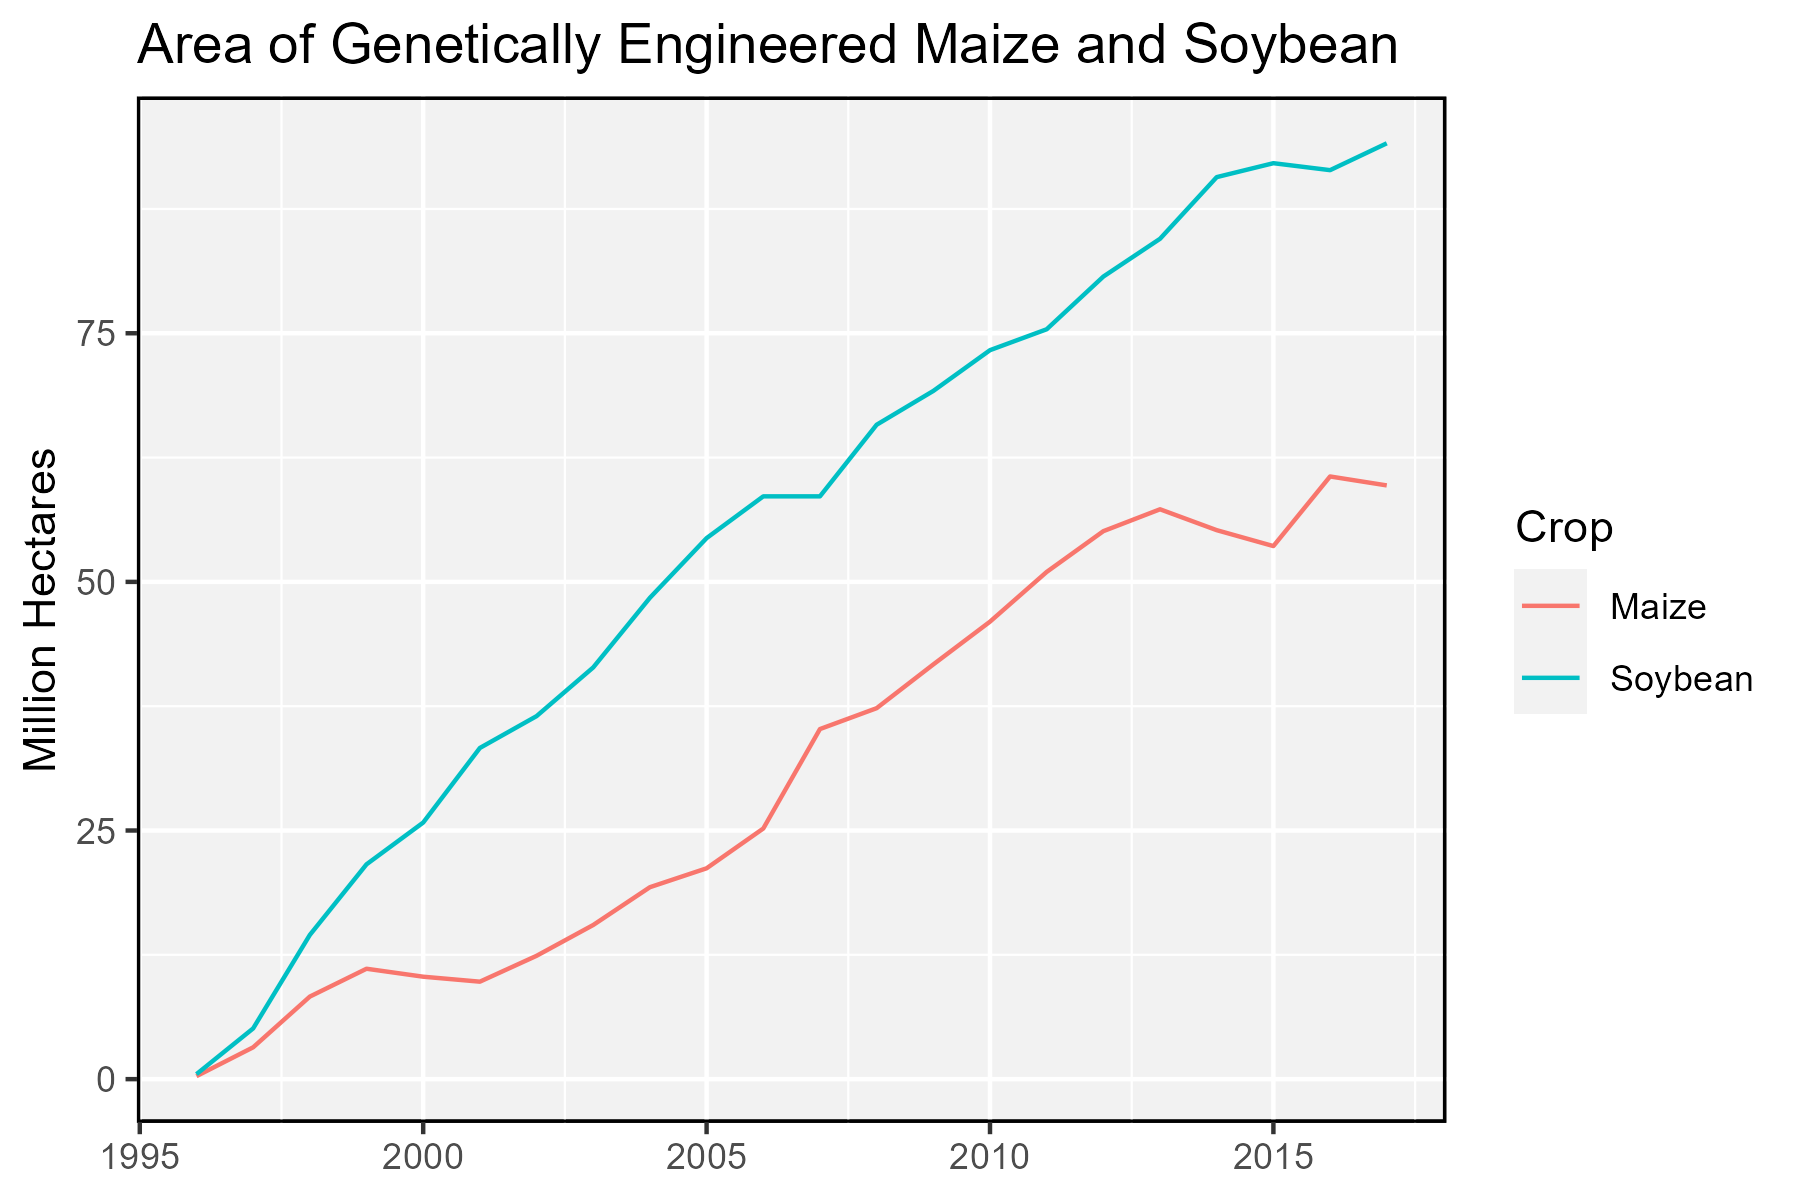 Area of Genetically Engineered Maize and Soybean
Million Hectares
75
50
25
0
1995 2000 2005 2010 2015
Crop
Maize
Soybean